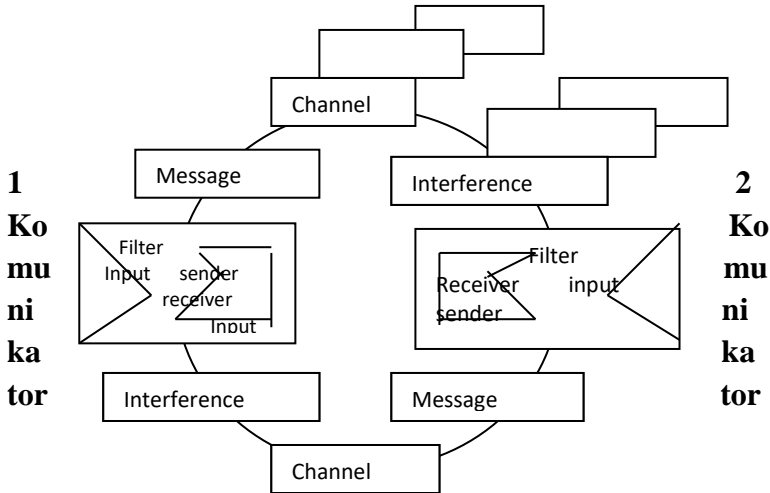 Channel
Message
Interference
1
Ko
mu
ni
ka
tor
Filter
Input sender
receiver
Input
Filter
Receiver input
sender
2
Ko
mu
ni
ka
tor
Interference
Message
Channel